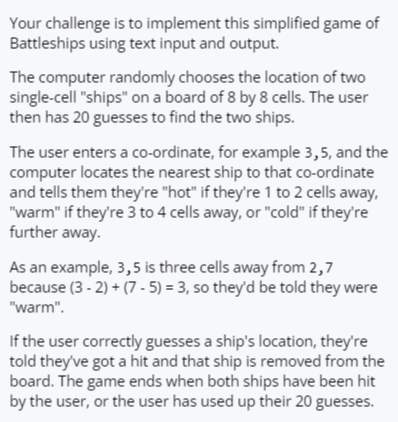 Your challenge is to implement this simplified game of
Battleships using text input and output.
The computer randomly chooses the location of two
single-cell "ships" on a board of 8 by 8 cells. The user
then has 20 guesses to find the two ships.
The user enters a co-ordinate, for example 3,5, and the
computer locates the nearest ship to that co-ordinate
and tells them they're "hot" if they're 1 to 2 cells away,
"warm" if they're 3 to 4 cells away, or "cold" if they're
further away.
As an example, 3,5 is three cells away from 2,7
because (3 - 2) + (7 - 5) = 3, so they'd be told they were
"warm".
If the user correctly guesses a ship's location, they're
told they've got a hit and that ship is removed from the
board. The game ends when both ships have been hit
by the user, or the user has used up their 20 guesses.